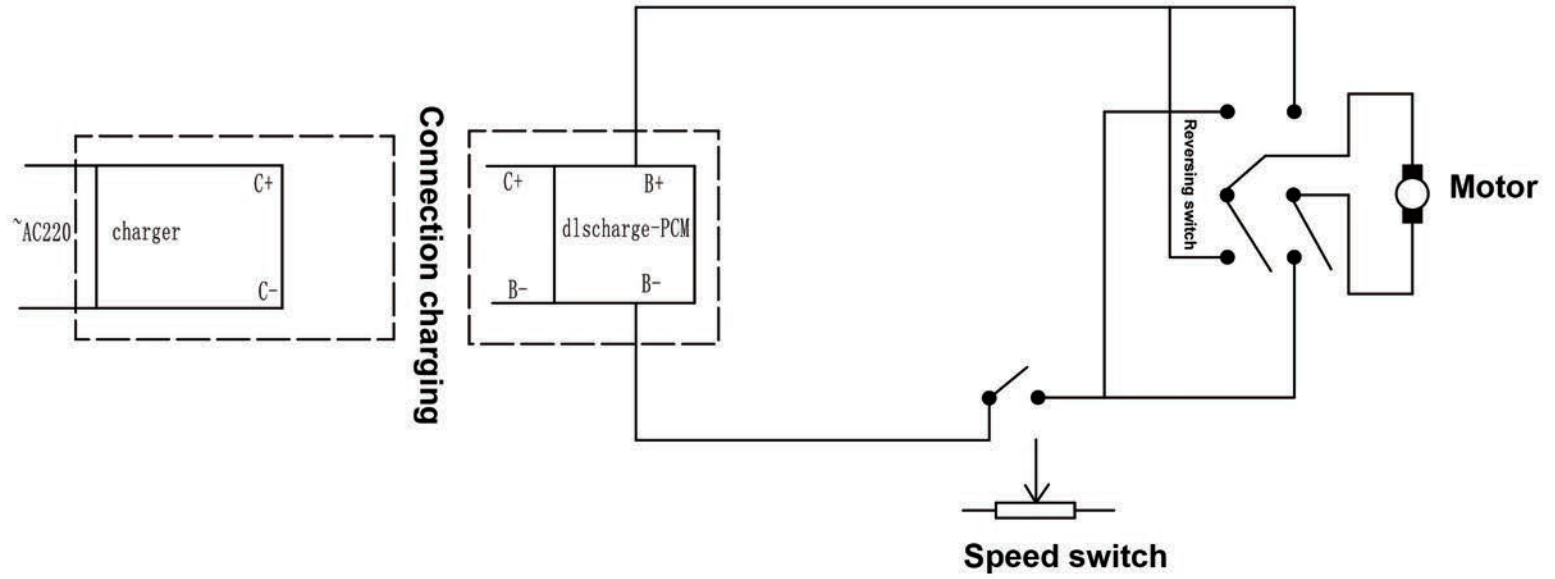 ~AC220
charger
C+
C-
Connection charging
C+
B+
dlscharge-PCM
B-
B-
Reversing switch
Motor
Speed switch